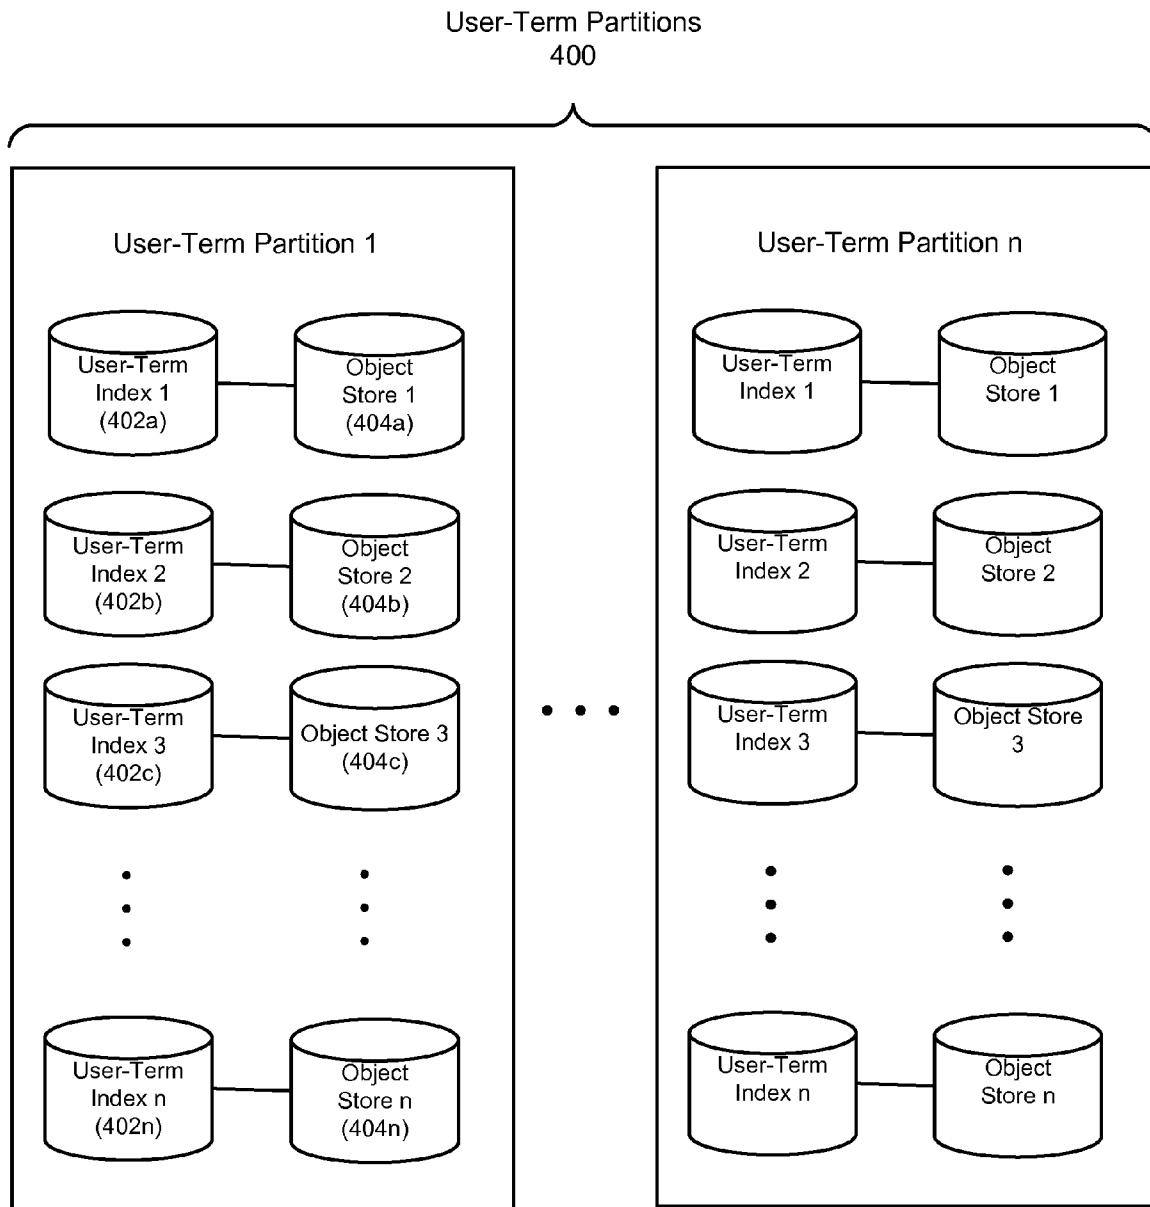 User-Term Partitions
400
User-Term Partition 1
User-Term
Index 1
(402a)
Object
Store 1
(404a)
User-Term
Index 2
(402b)
Object
Store 2
(404b)
User-Term
Index 3
(402c)
Object Store 3
(404c)
User-Term
Index n
(402n)
Object
Store n
(404n)
User-Term Partition n
User-Term
Index 1
Object
Store 1
User-Term
Index 2
Object
Store 2
User-Term
Index 3
Object Store
3
User-Term
Index n
Object
Store n